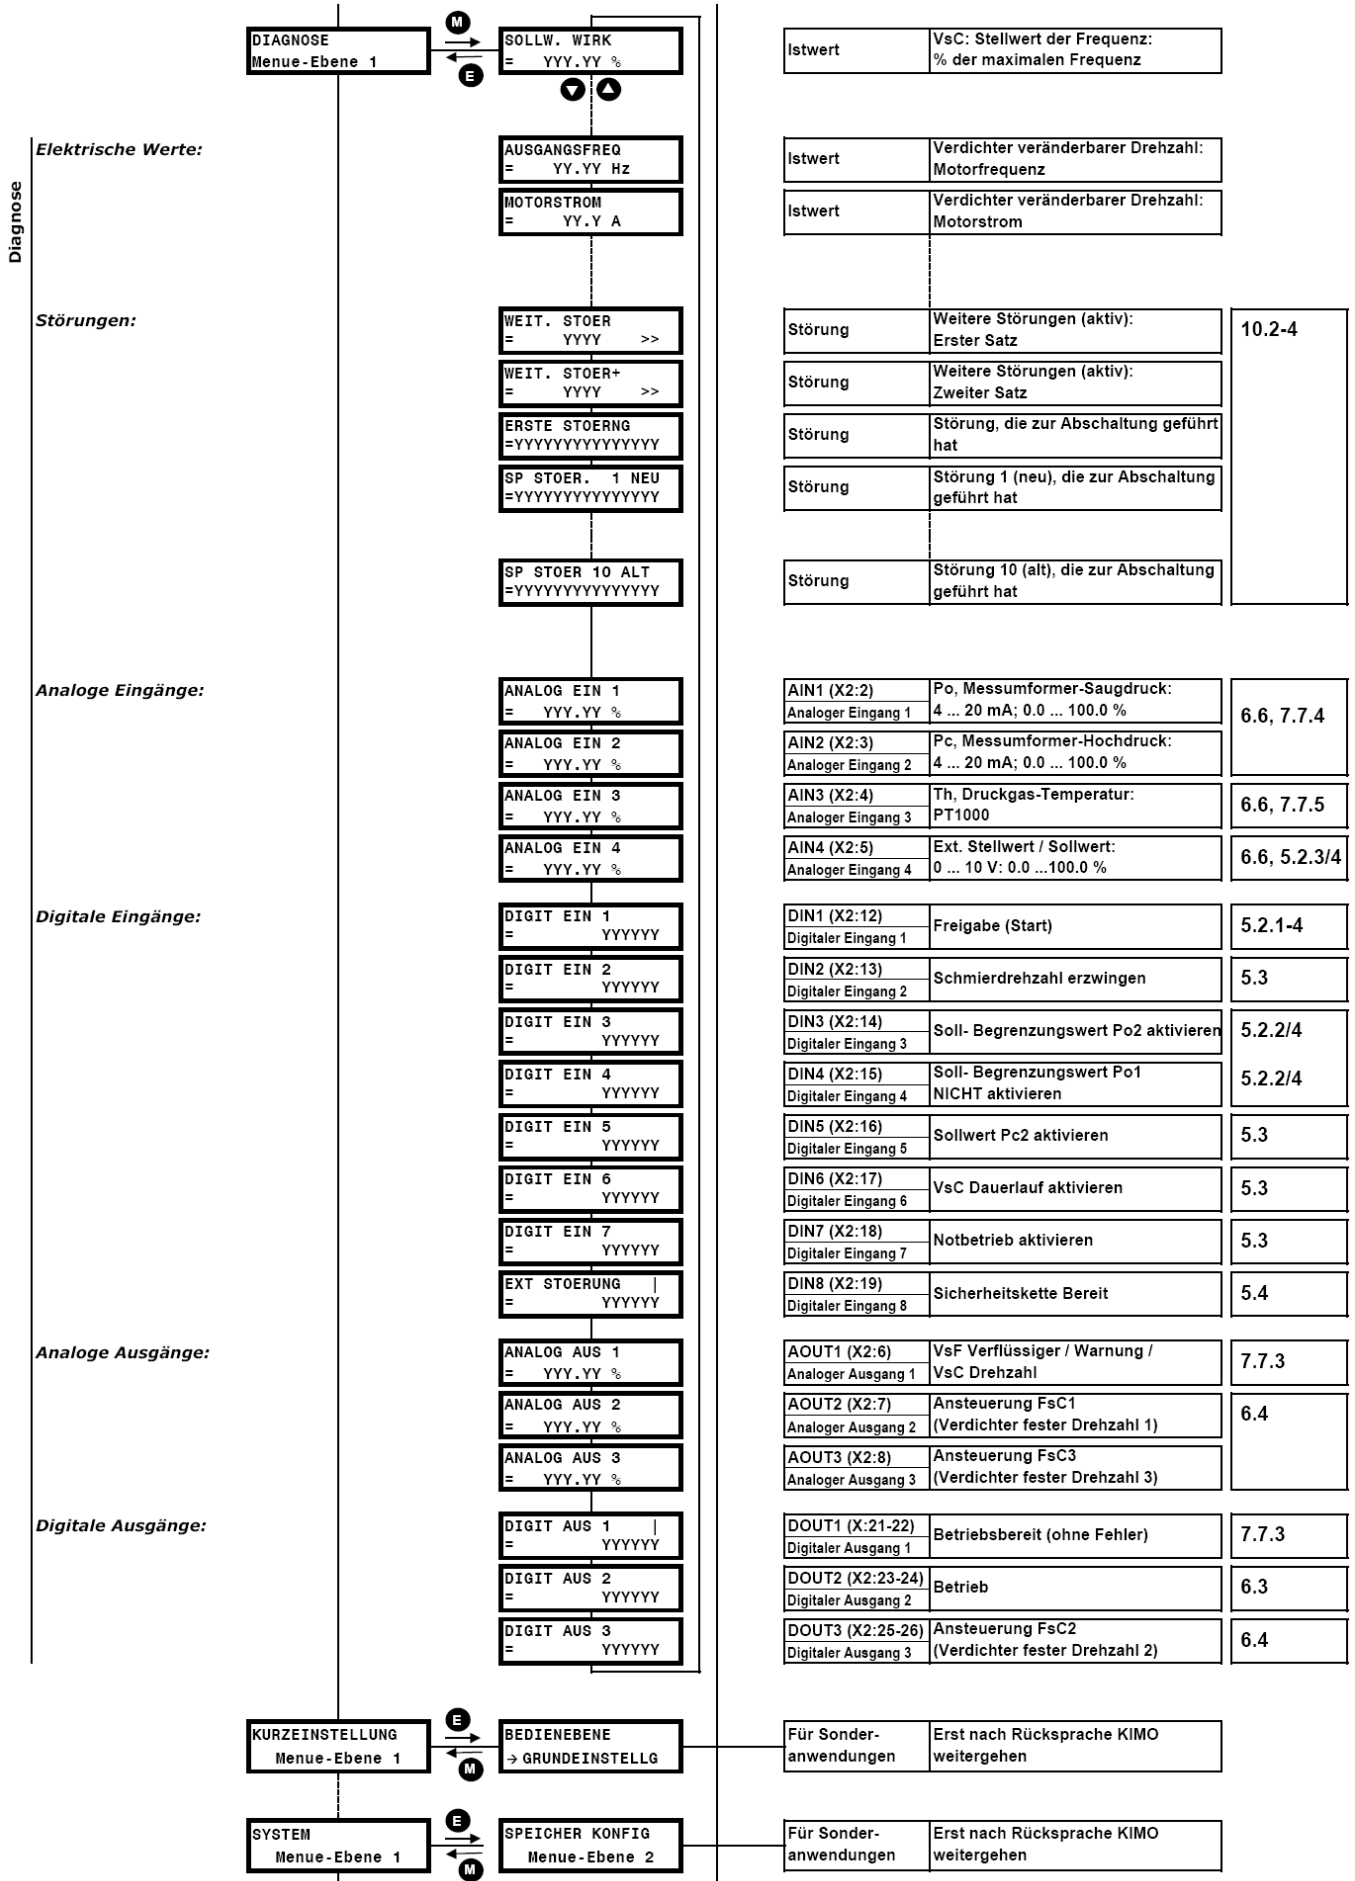 M
DIAGNOSE
Menue-Ebene 1
E
SOLLW. WIRK
= YYY.YY %
Istwert
VsC: Stellwert der Frequenz:
% der maximalen Frequenz
Diagnose
Elektrische Werte:
AUSGANGSFREQ
= YY.YY Hz
Istwert
Verdichter veränderbarer Drehzahl:
Motorfrequenz
MOTORSTROM
= YY.Y A
Istwert
Verdichter veränderbarer Drehzahl:
Motorstrom
Störungen:
WEIT. STOER
= YYYY >>
Störung
Weitere Störungen (aktiv):
Erster Satz
10.2-4
WEIT. STOER+
= YYYY >>
Störung
Weitere Störungen (aktiv):
Zweiter Satz
ERSTE STOERNG
=YYYYYYYYYYYYYYY
Störung
Störung, die zur Abschaltung geführt
hat
SP STOER. 1 NEU
=YYYYYYYYYYYYYYY
Störung
Störung 1 (neu), die zur Abschaltung
geführt hat
SP STOER 10 ALT
=YYYYYYYYYYYYYYY
Störung
Störung 10 (alt), die zur Abschaltung
geführt hat
Analoge Eingänge:
ANALOG EIN 1
= YYY.YY %
AIN1 (X2:2)
Analoger Eingang 1
Po, Messumformer-Saugdruck:
4 ... 20 mA; 0.0 ... 100.0 %
6.6, 7.7.4
ANALOG EIN 2
= YYY.YY %
AIN2 (X2:3)
Analoger Eingang 2
Pc, Messumformer-Hochdruck:
4 ... 20 mA; 0.0 ... 100.0 %
ANALOG EIN 3
= YYY.YY %
AIN3 (X2:4)
Analoger Eingang 3
Th, Druckgas-Temperatur:
PT1000
6.6, 7.7.5
ANALOG EIN 4
= YYY.YY %
AIN4 (X2:5)
Analoger Eingang 4
Ext. Stellwert / Sollwert:
0 ... 10 V: 0.0 ...100.0 %
6.6, 5.2.3/4
Digitale Eingänge:
DIGIT EIN 1
= YYYYYY
DIN1 (X2:12)
Digitaler Eingang 1
Freigabe (Start)
5.2.1-4
DIGIT EIN 2
= YYYYYY
DIN2 (X2:13)
Digitaler Eingang 2
Schmierdrehzahl erzwingen
5.3
DIGIT EIN 3
= YYYYYY
DIN3 (X2:14)
Digitaler Eingang 3
Soll- Begrenzungswert Po2 aktivieren
5.2.2/4
DIGIT EIN 4
= YYYYYY
DIN4 (X2:15)
Digitaler Eingang 4
Soll- Begrenzungswert Po1
NICHT aktivieren
5.2.2/4
DIGIT EIN 5
= YYYYYY
DIN5 (X2:16)
Digitaler Eingang 5
Sollwert Pc2 aktivieren
5.3
DIGIT EIN 6
= YYYYYY
DIN6 (X2:17)
Digitaler Eingang 6
VsC Dauerlauf aktivieren
5.3
DIGIT EIN 7
= YYYYYY
DIN7 (X2:18)
Digitaler Eingang 7
Notbetrieb aktivieren
5.3
EXT STOERUNG |
= YYYYYY
DIN8 (X2:19)
Digitaler Eingang 8
Sicherheitskette Bereit
5.4
Analoge Ausgänge:
ANALOG AUS 1
= YYY.YY %
AOUT1 (X2:6)
Analoger Ausgang 1
VsF Verflüssiger / Warnung /
VsC Drehzahl
7.7.3
ANALOG AUS 2
= YYY.YY %
AOUT2 (X2:7)
Analoger Ausgang 2
Ansteuerung FsC1
(Verdichter fester Drehzahl 1)
6.4
ANALOG AUS 3
= YYY.YY %
AOUT3 (X2:8)
Analoger Ausgang 3
Ansteuerung FsC3
(Verdichter fester Drehzahl 3)
Digitale Ausgänge:
DIGIT AUS 1 |
= YYYYYY
DOUT1 (X:21-22)
Digitaler Ausgang 1
Betriebsbereit (ohne Fehler)
7.7.3
DIGIT AUS 2
= YYYYYY
DOUT2 (X2:23-24)
Digitaler Ausgang 2
Betrieb
6.3
DIGIT AUS 3
= YYYYYY
DOUT3 (X2:25-26)
Digitaler Ausgang 3
Ansteuerung FsC2
(Verdichter fester Drehzahl 2)
6.4
KURZEINSTELLUNG
Menue-Ebene 1
E
M
BEDIENEBENE
→ GRUNDEINSTELLG
Für Sonder-
anwendungen
Erst nach Rücksprache KIMO
weitergehen
SYSTEM
Menue-Ebene 1
E
M
SPEICHER KONFIG
Menue-Ebene 2
Für Sonder-
anwendungen
Erst nach Rücksprache KIMO
weitergehen